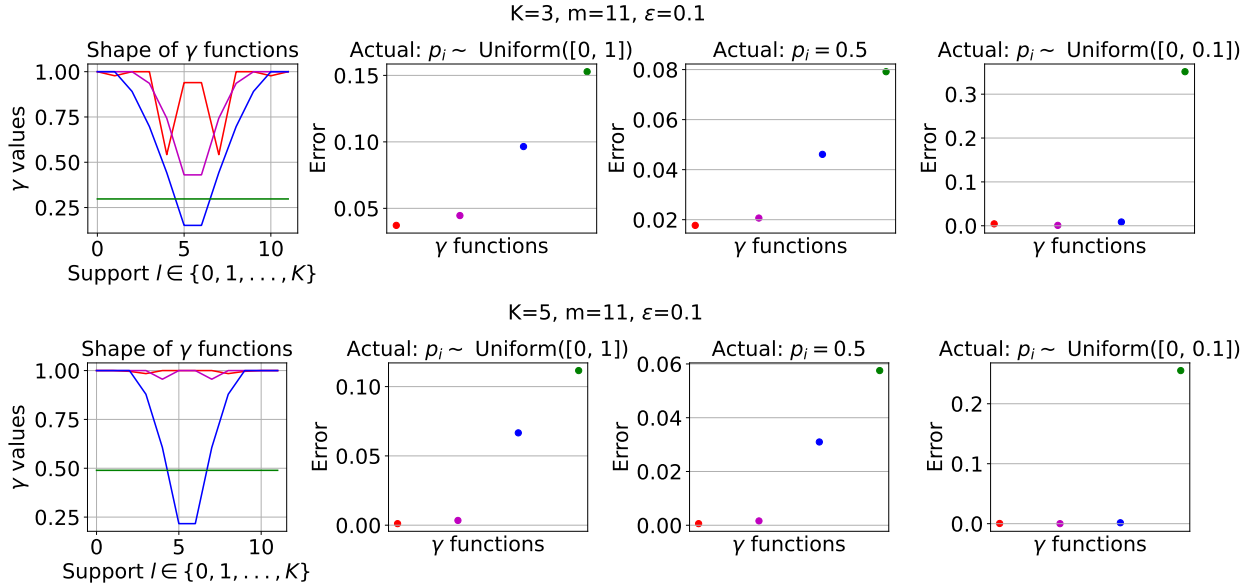 K=3, m=11, ε=0.1
Shape of γ functions
1.00
0.75
0.50
0.25
γ values
0 5 10
Support l ∈ {0, 1, . . . , K}
Actual: p_i ~ Uniform([0, 1])
0.15
0.10
0.05
Error
γ functions
Actual: p_i = 0.5
0.08
0.06
0.04
0.02
Error
γ functions
Actual: p_i ~ Uniform([0, 0.1])
0.3
0.2
0.1
0.0
Error
γ functions
K=5, m=11, ε=0.1
Shape of γ functions
1.00
0.75
0.50
0.25
γ values
0 5 10
Support l ∈ {0, 1, . . . , K}
Actual: p_i ~ Uniform([0, 1])
0.10
0.05
0.00
Error
γ functions
Actual: p_i = 0.5
0.06
0.04
0.02
0.00
Error
γ functions
Actual: p_i ~ Uniform([0, 0.1])
0.2
0.1
0.0
Error
γ functions